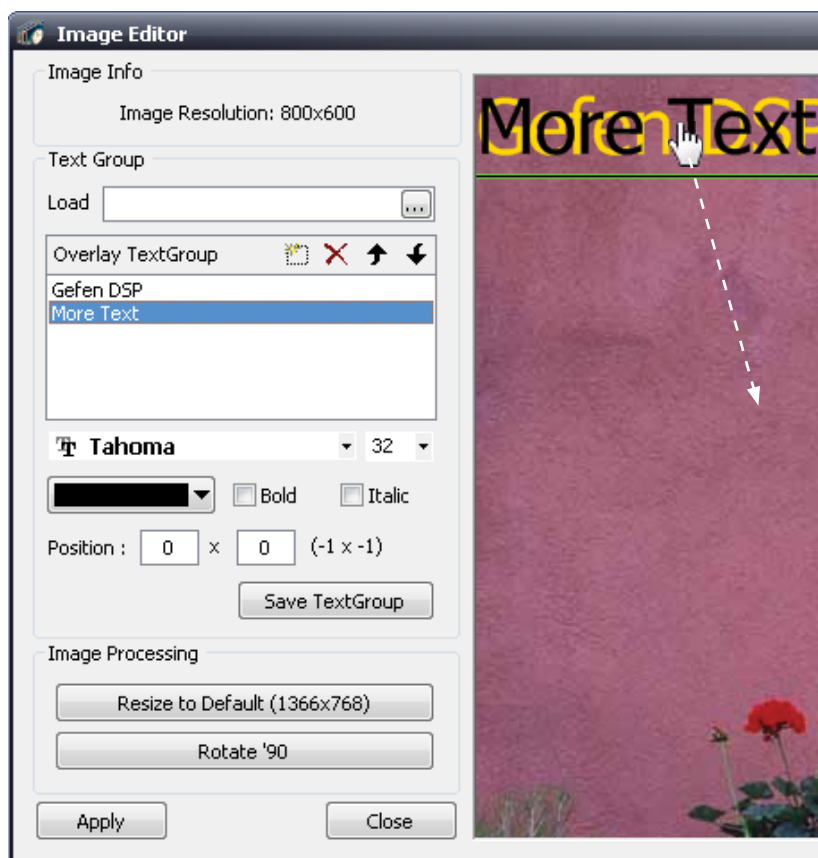 Image Editor
Image Info
Image Resolution: 800x600
Text Group
Load
...
Overlay TextGroup
Gefen DSP
More Text
Tahoma
32
Bold
Italic
Position :
0
x
0
(-1 x -1)
Save TextGroup
Image Processing
Resize to Default (1366x768)
Rotate '90
Apply
Close
More Text
Gefen DSP